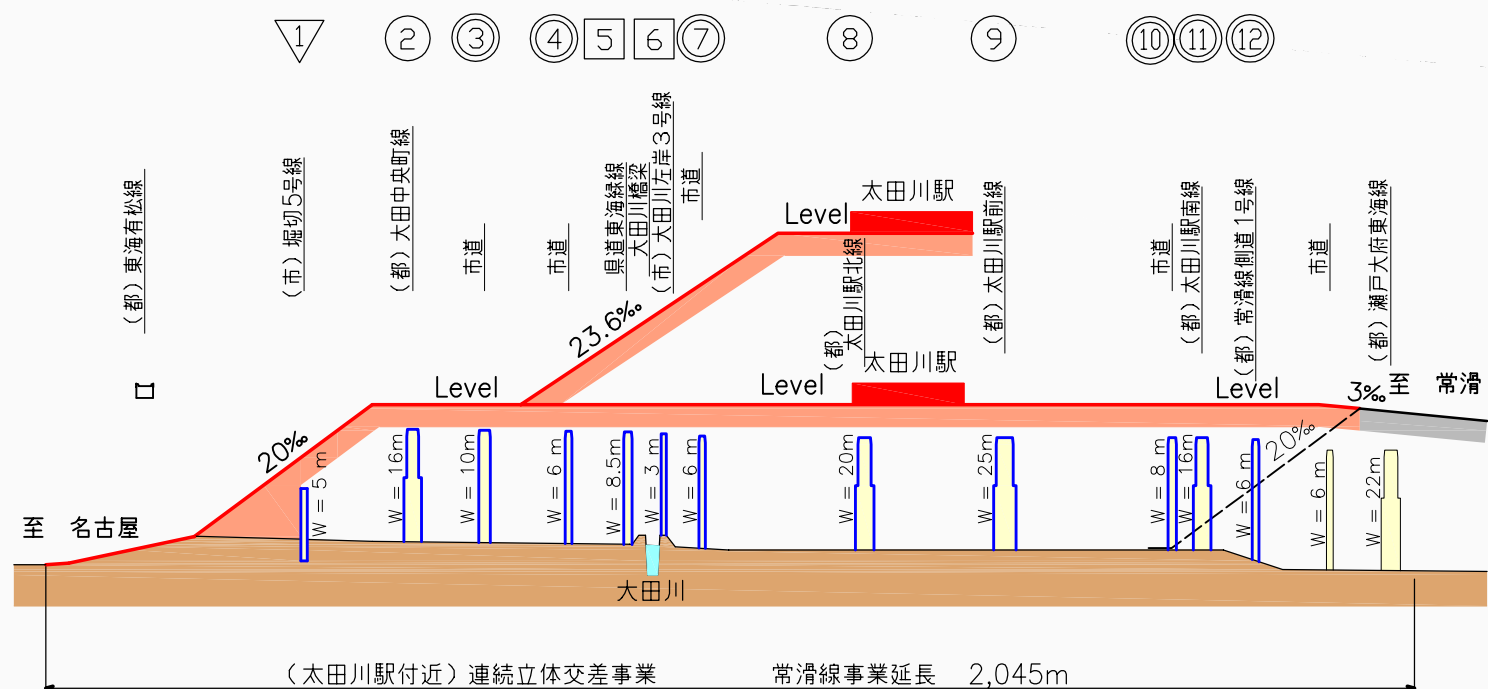 1 2 3 4 5 6 7 8 9 10 11 12
(都)東海有松線
(市)堀切5号線
(都)大田中央町線
市道
市道
県道東海緑線
大田川橋梁
(市)大田川左岸3号線
市道
太田川駅
Level
(都)
太田川駅北線
(都)太田川駅前線
市道
(都)太田川駅南線
(都)常滑線側道1号線
市道
(都)瀬戸大府東海線
23.6‰
太田川駅
Level
Level
Level
3‰
至 常滑
20‰
20‰
W = 5 m
W = 16m
W = 10m
W = 6 m
W = 8.5m
W = 3 m
W = 6 m
W = 20m
W = 25m
W = 8 m
W = 16m
W = 6 m
W = 6 m
W = 22m
至 名古屋
大田川
(太田川駅付近)連続立体交差事業 常滑線事業延長 2,045m